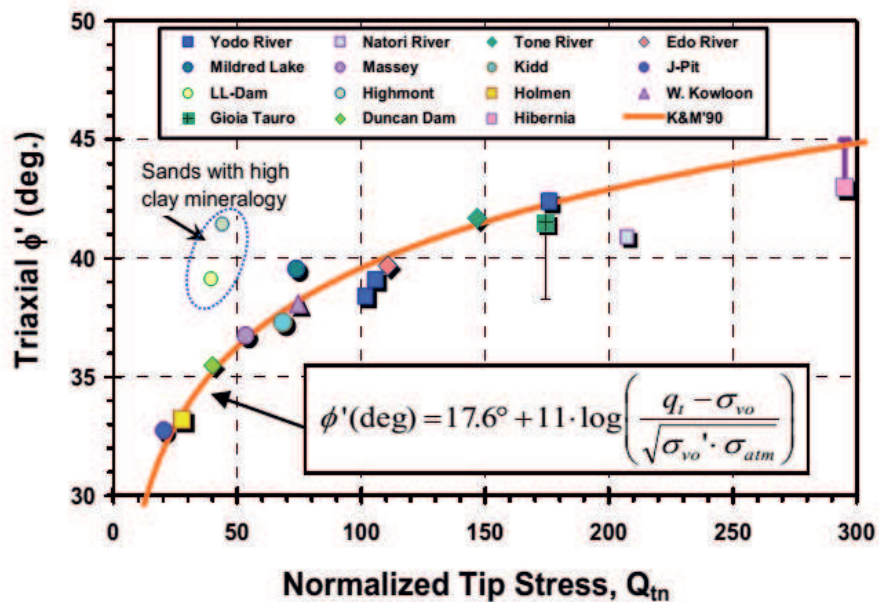 50
45
40
35
30
Triaxial ϕ' (deg.)
Yodo River Natori River Tone River Edo River
Mildred Lake Massey Kidd J-Pit
LL-Dam Highmont Holmen W. Kowloon
Gioia Tauro Duncan Dam Hibernia K&M'90
Sands with high
clay mineralogy
ϕ'(deg) = 17.6° + 11·log( (q_t − σ_vo) / √(σ_vo'·σ_atm) )
0 50 100 150 200 250 300
Normalized Tip Stress, Q_tn